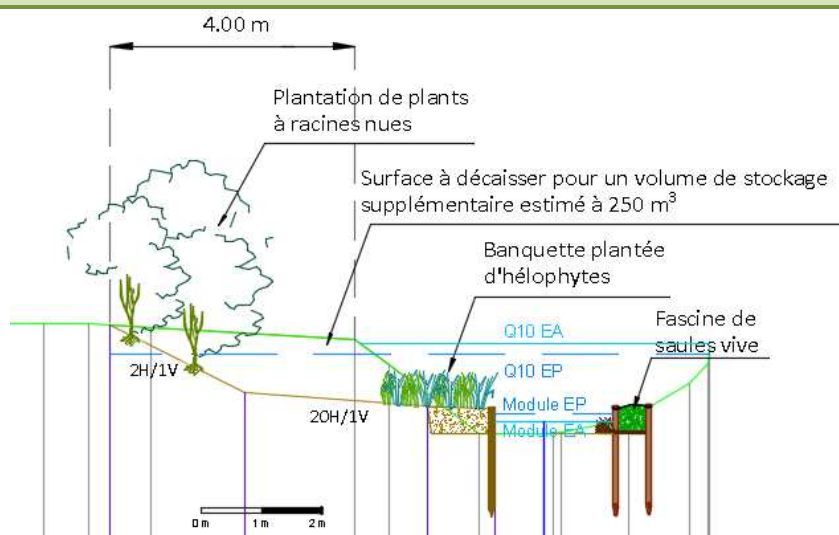 4.00 m
Plantation de plants
à racines nues
Surface à décaisser pour un volume de stockage
supplémentaire estimé à 250 m³
Banquette plantée
d'hélophytes
Q10 EA
Fascine de
saules vive
2H/1V
Q10 EP
Module EP
20H/1V
Module EA
0m 1m 2m